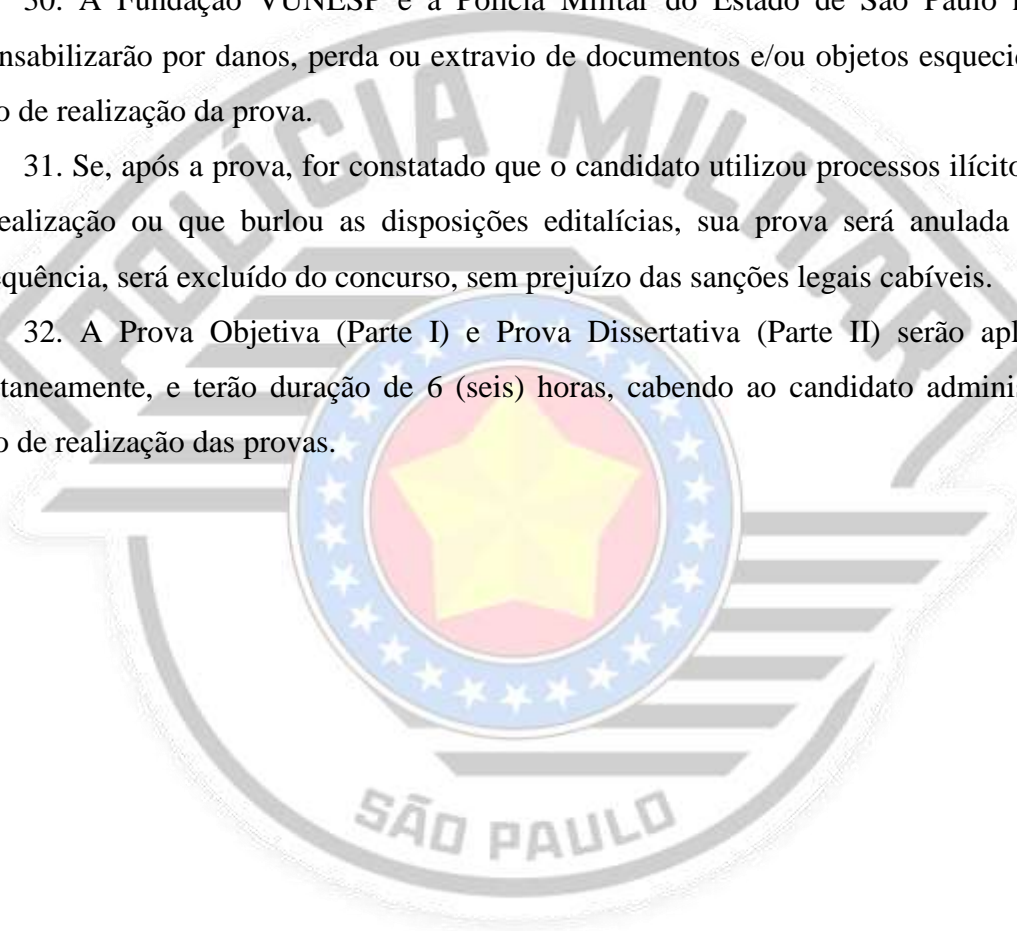 30. A Fundação VUNESP e a Polícia Militar do Estado de São Paulo
ensabilizarão por danos, perda ou extravio de documentos e/ou objetos esqueci
o de realização da prova.
31. Se, após a prova, for constatado que o candidato utilizou processos ilícito
ealização ou que burlou as disposições editalícias, sua prova será anulada
equência, será excluído do concurso, sem prejuízo das sanções legais cabíveis.
32. A Prova Objetiva (Parte I) e Prova Dissertativa (Parte II) serão apl
taneamente, e terão duração de 6 (seis) horas, cabendo ao candidato adminis
o de realização das provas.
POLÍCIA MILITAR
SÃO PAULO